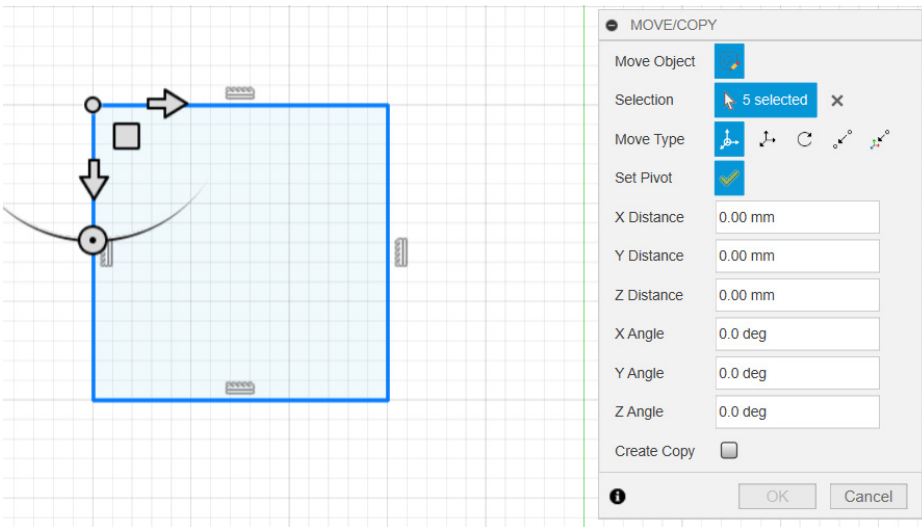 MOVE/COPY
Move Object
Selection 5 selected
Move Type
Set Pivot
X Distance 0.00 mm
Y Distance 0.00 mm
Z Distance 0.00 mm
X Angle 0.0 deg
Y Angle 0.0 deg
Z Angle 0.0 deg
Create Copy
OK Cancel